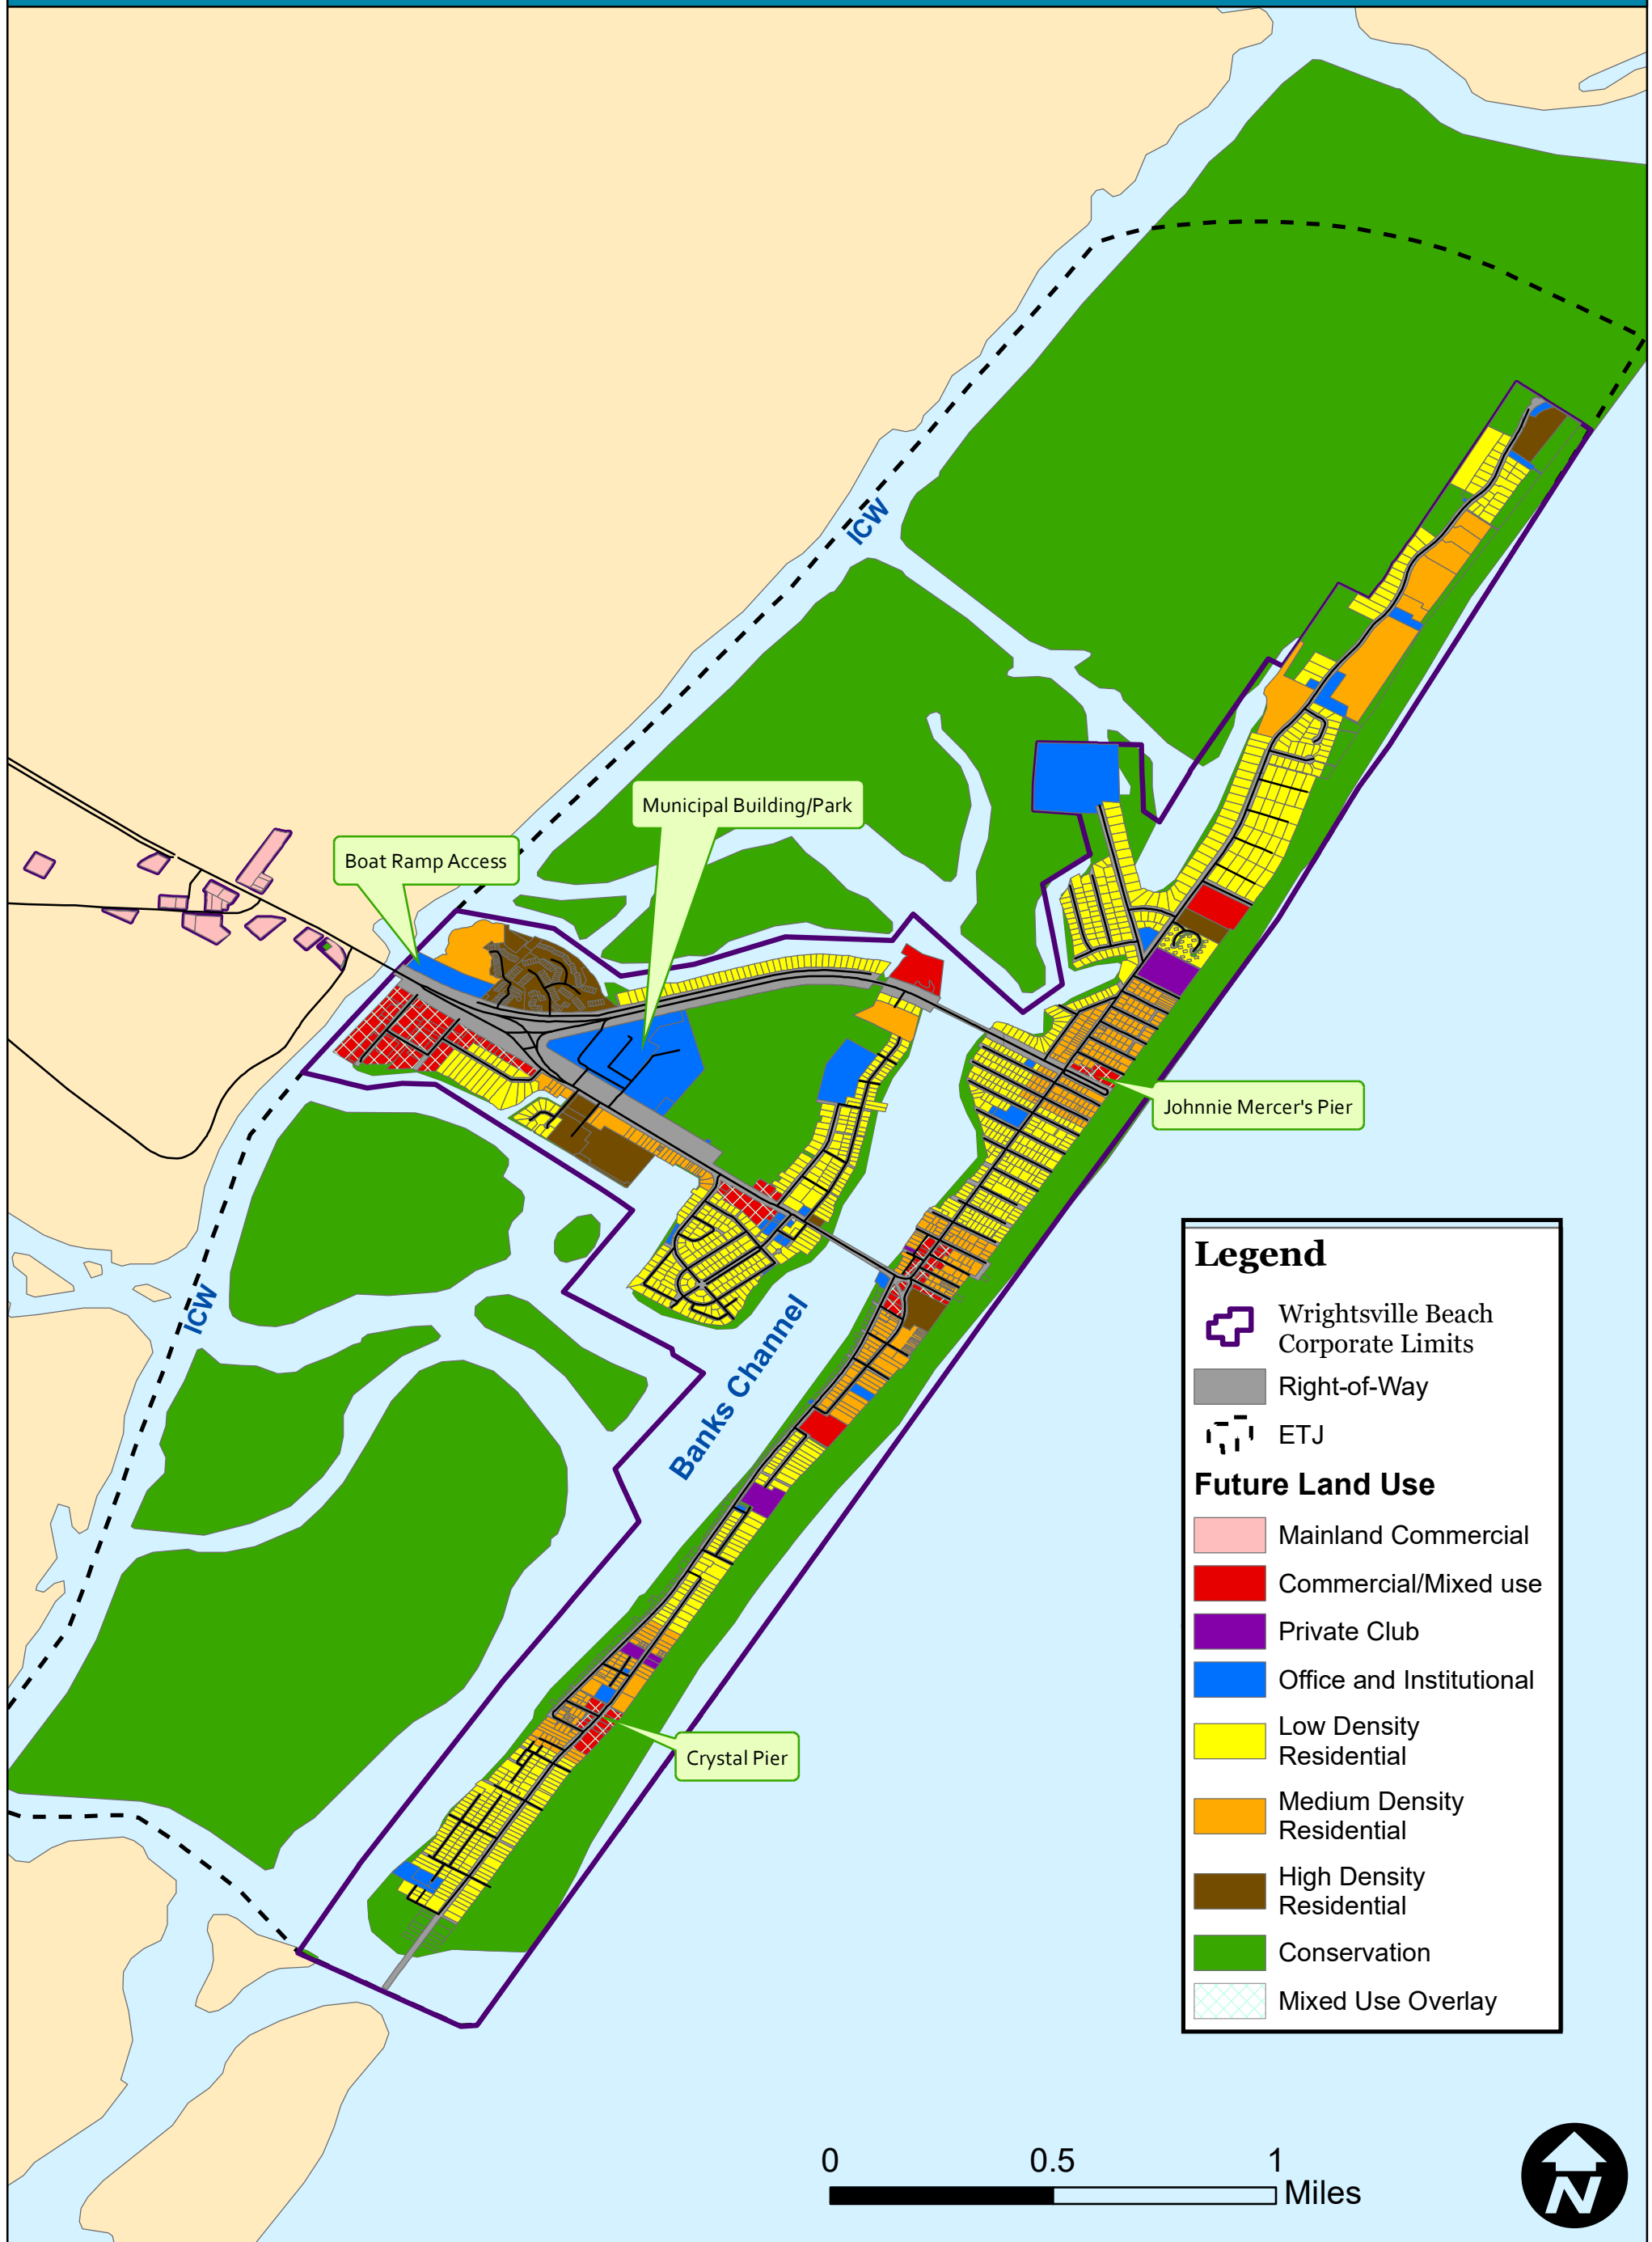 ICW
Municipal Building/Park
Boat Ramp Access
Johnnie Mercer's Pier
ICW
Banks Channel
Crystal Pier
Legend
Wrightsville Beach
Corporate Limits
Right-of-Way
ETJ
Future Land Use
Mainland Commercial
Commercial/Mixed use
Private Club
Office and Institutional
Low Density
Residential
Medium Density
Residential
High Density
Residential
Conservation
Mixed Use Overlay
0 0.5 1
Miles
N